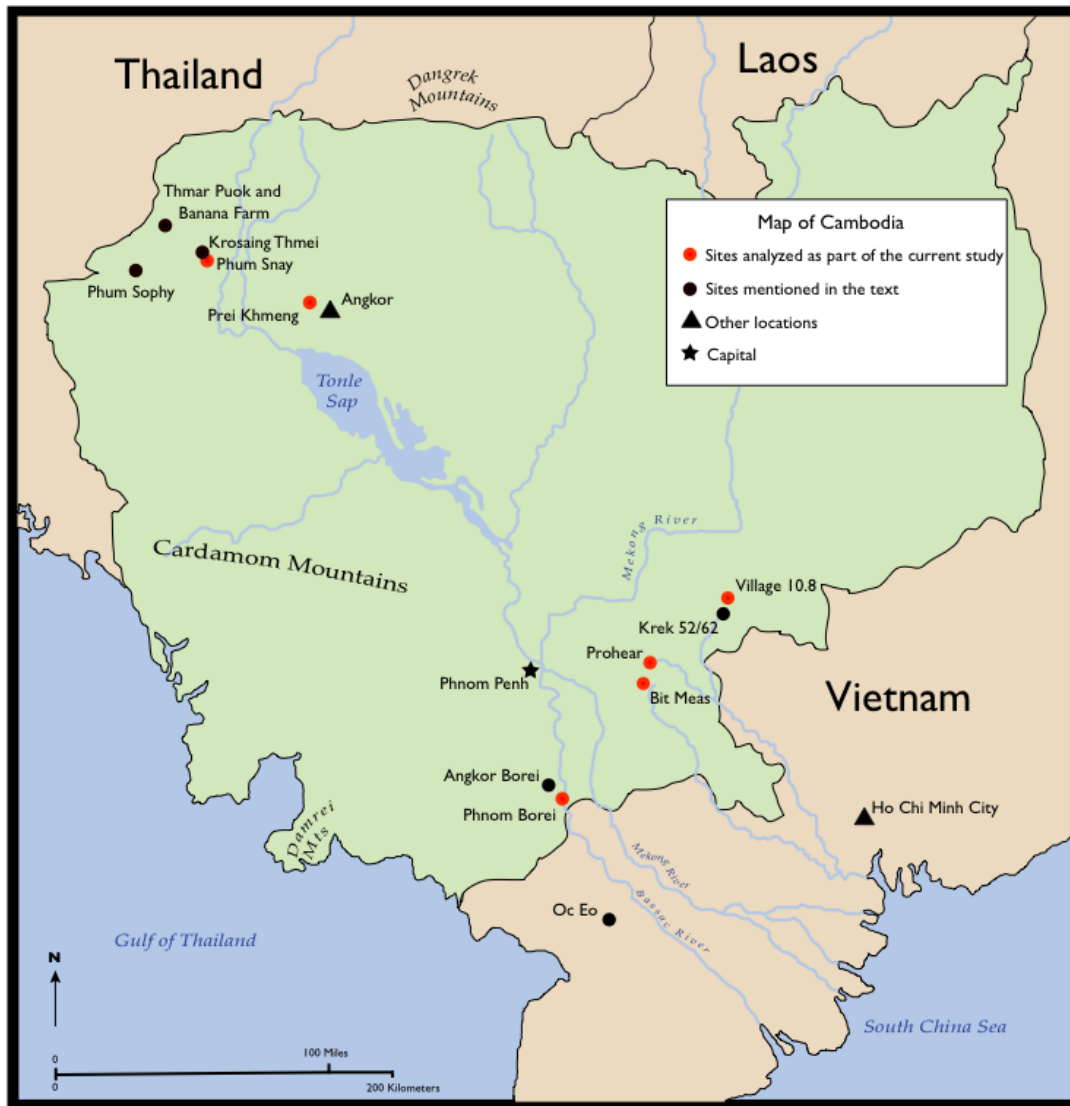 Thailand
Laos
Dangrek
Mountains
Thmar Puok and
Banana Farm
Krosaing Thmei
Phum Snay
Phum Sophy
Prei Khmeng
Angkor
Map of Cambodia
Sites analyzed as part of the current study
Sites mentioned in the text
Other locations
Capital
Tonle
Sap
Mekong River
Cardamom Mountains
Village 10.8
Krek 52/62
Prohear
Bit Meas
Phnom Penh
Vietnam
Angkor Borei
Phnom Borei
Ho Chi Minh City
Damrei
Mts
Mekong
River
Bassac River
Oc Eo
Gulf of Thailand
N
South China Sea
0
100 Miles
0
200 Kilometers